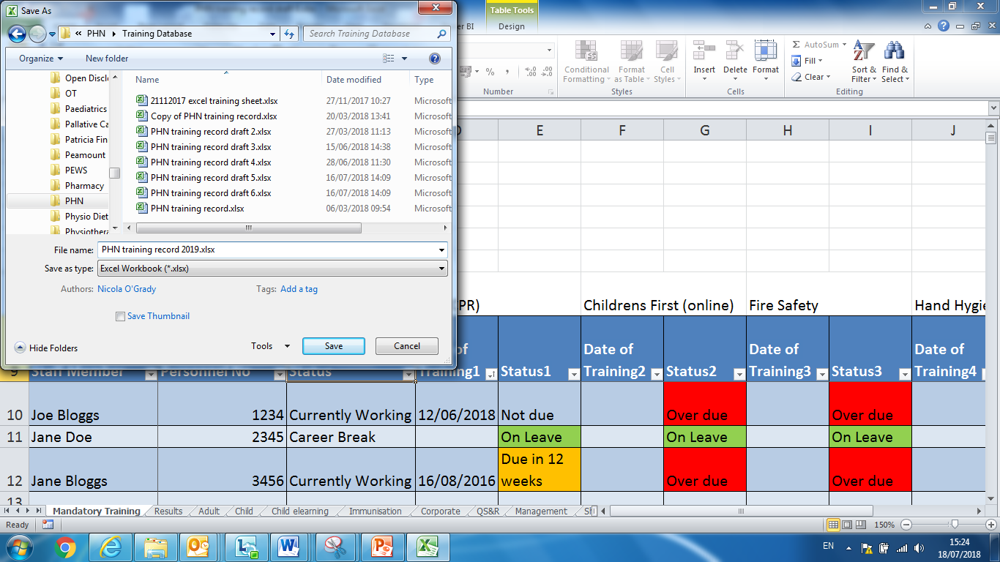 Save As
PHN
Training Database
Search Training Database
Organize
New folder
Open Discl
OT
Paediatrics
Pallative Ca
Patricia Fin
Peamount
PEWS
Pharmacy
PHN
Physio Diet
Physiothera
Name
Date modified
Type
21112017 excel training sheet.xlsx 27/11/2017 10:27 Microsoft
Copy of PHN training record.xlsx 20/03/2018 13:41 Microsoft
PHN training record draft 2.xlsx 27/03/2018 11:13 Microsoft
PHN training record draft 3.xlsx 15/06/2018 14:38 Microsoft
PHN training record draft 4.xlsx 28/06/2018 11:30 Microsoft
PHN training record draft 5.xlsx 16/07/2018 14:09 Microsoft
PHN training record draft 6.xlsx 16/07/2018 14:09 Microsoft
PHN training record.xlsx 06/03/2018 09:54 Microsoft
File name: PHN training record 2019.xlsx
Save as type: Excel Workbook (*.xlsx)
Authors: Nicola O'Grady Tags: Add a tag
Save Thumbnail
Hide Folders Tools Save Cancel
Table Tools
er BI Design
Conditional Formatting
Format as Table
Cell Styles
Insert Delete Format
AutoSum
Fill
Clear
Sort & Filter
Find & Select
Number Styles Cells Editing
E F G H I J
PR) Childrens First (online) Fire Safety Hand Hygie
9 Staff Member Personnel No Status
of Training1
Status1
Date of Training2
Status2
Date of Training3
Status3
Date of Training4
10 Joe Bloggs 1234 Currently Working 12/06/2018 Not due Over due Over due
11 Jane Doe 2345 Career Break On Leave On Leave On Leave
12 Jane Bloggs 3456 Currently Working 16/08/2016 Due in 12 weeks Over due Over due
13
Mandatory Training Results Adult Child Child elearning Immunisation Corporate QS&R Management Sh
Ready 150%
EN 15:24
18/07/2018